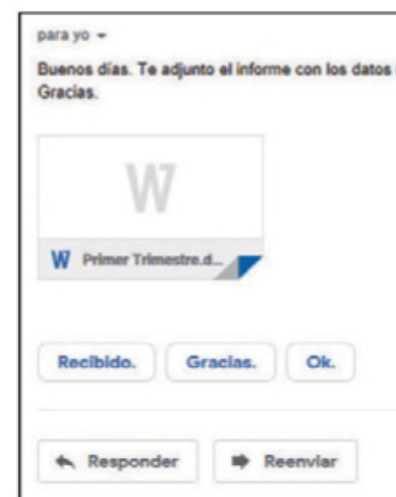 para yo
Buenos días. Te adjunto el informe con los datos
Gracias.
W
W Primer Trimestre.d...
Recibido. Gracias. Ok.
Responder Reenviar